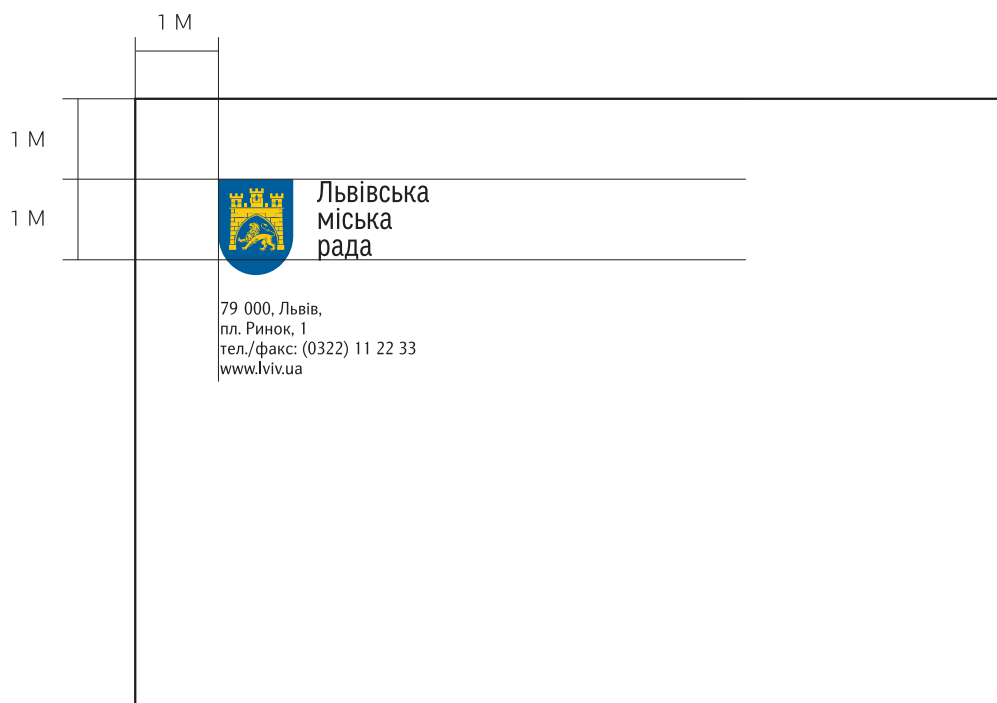 1 М
1 М
1 М
Львівська
міська
рада
79 000, Львів,
пл. Ринок, 1
тел./факс: (0322) 11 22 33
www.lviv.ua